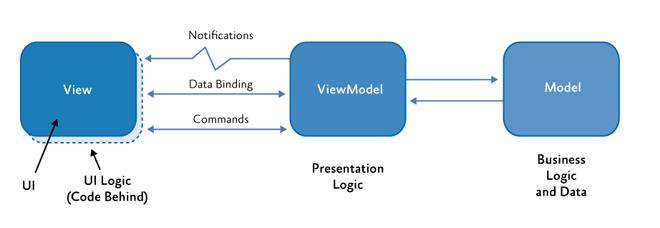 Notifications
View
Data Binding
ViewModel
Model
Commands
UI
UI Logic
(Code Behind)
Presentation
Logic
Business
Logic
and Data